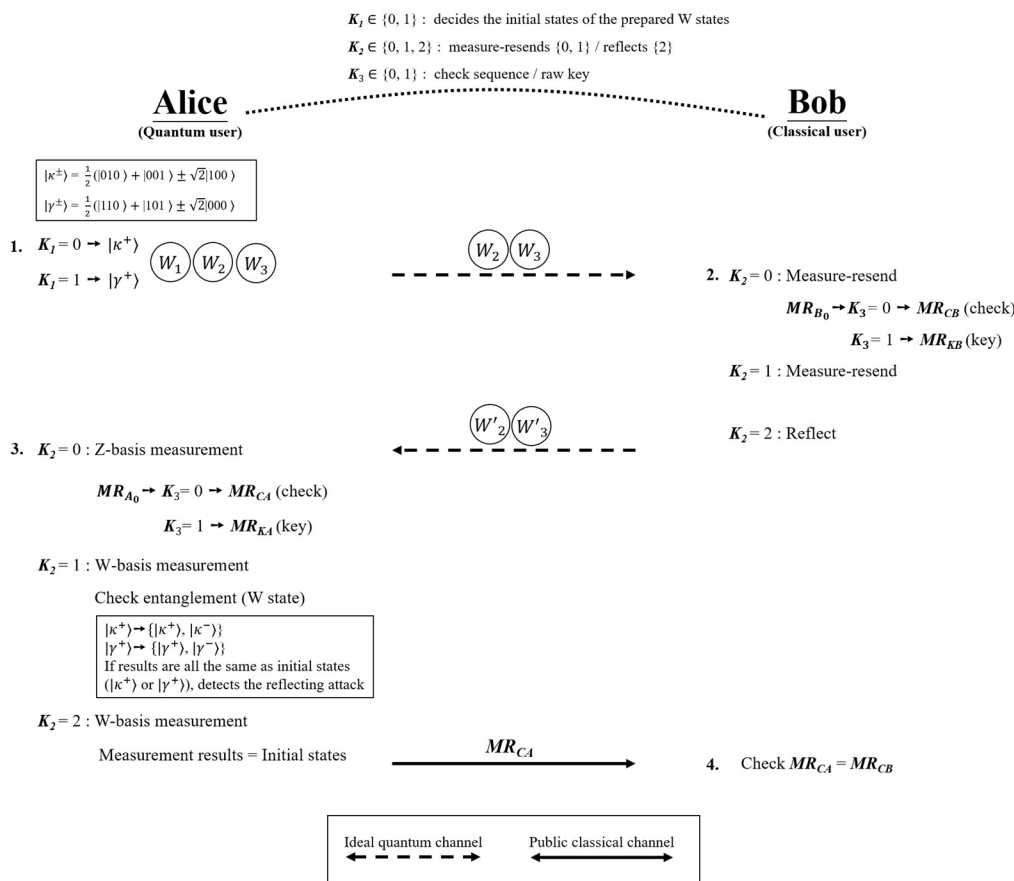 K₁ ∈ {0, 1} : decides the initial states of the prepared W states
K₂ ∈ {0, 1, 2} : measure-resends {0, 1} / reflects {2}
K₃ ∈ {0, 1} : check sequence / raw key
Alice
(Quantum user)
Bob
(Classical user)
|κ±⟩ = ½(|010 ⟩ + |001 ⟩ ± √2|100 ⟩
|γ±⟩ = ½(|110 ⟩ + |101 ⟩ ± √2|000 ⟩
1. K₁ = 0 → |κ⁺⟩
K₁ = 1 → |γ⁺⟩
W₁ W₂ W₃
W₂ W₃
2. K₂ = 0 : Measure-resend
MR_B₀ → K₃ = 0 → MR_CB (check)
K₃ = 1 → MR_KB (key)
K₂ = 1 : Measure-resend
K₂ = 2 : Reflect
W'₂ W'₃
3. K₂ = 0 : Z-basis measurement
MR_A₀ → K₃= 0 → MR_CA (check)
K₃= 1 → MR_KA (key)
K₂ = 1 : W-basis measurement
Check entanglement (W state)
|κ⁺⟩→{|κ⁺⟩, |κ⁻⟩}
|γ⁺⟩→ {|γ⁺⟩, |γ⁻⟩}
If results are all the same as initial states
(|κ⁺⟩ or |γ⁺⟩), detects the reflecting attack
K₂ = 2 : W-basis measurement
Measurement results = Initial states
MR_CA
4. Check MR_CA = MR_CB
Ideal quantum channel
Public classical channel